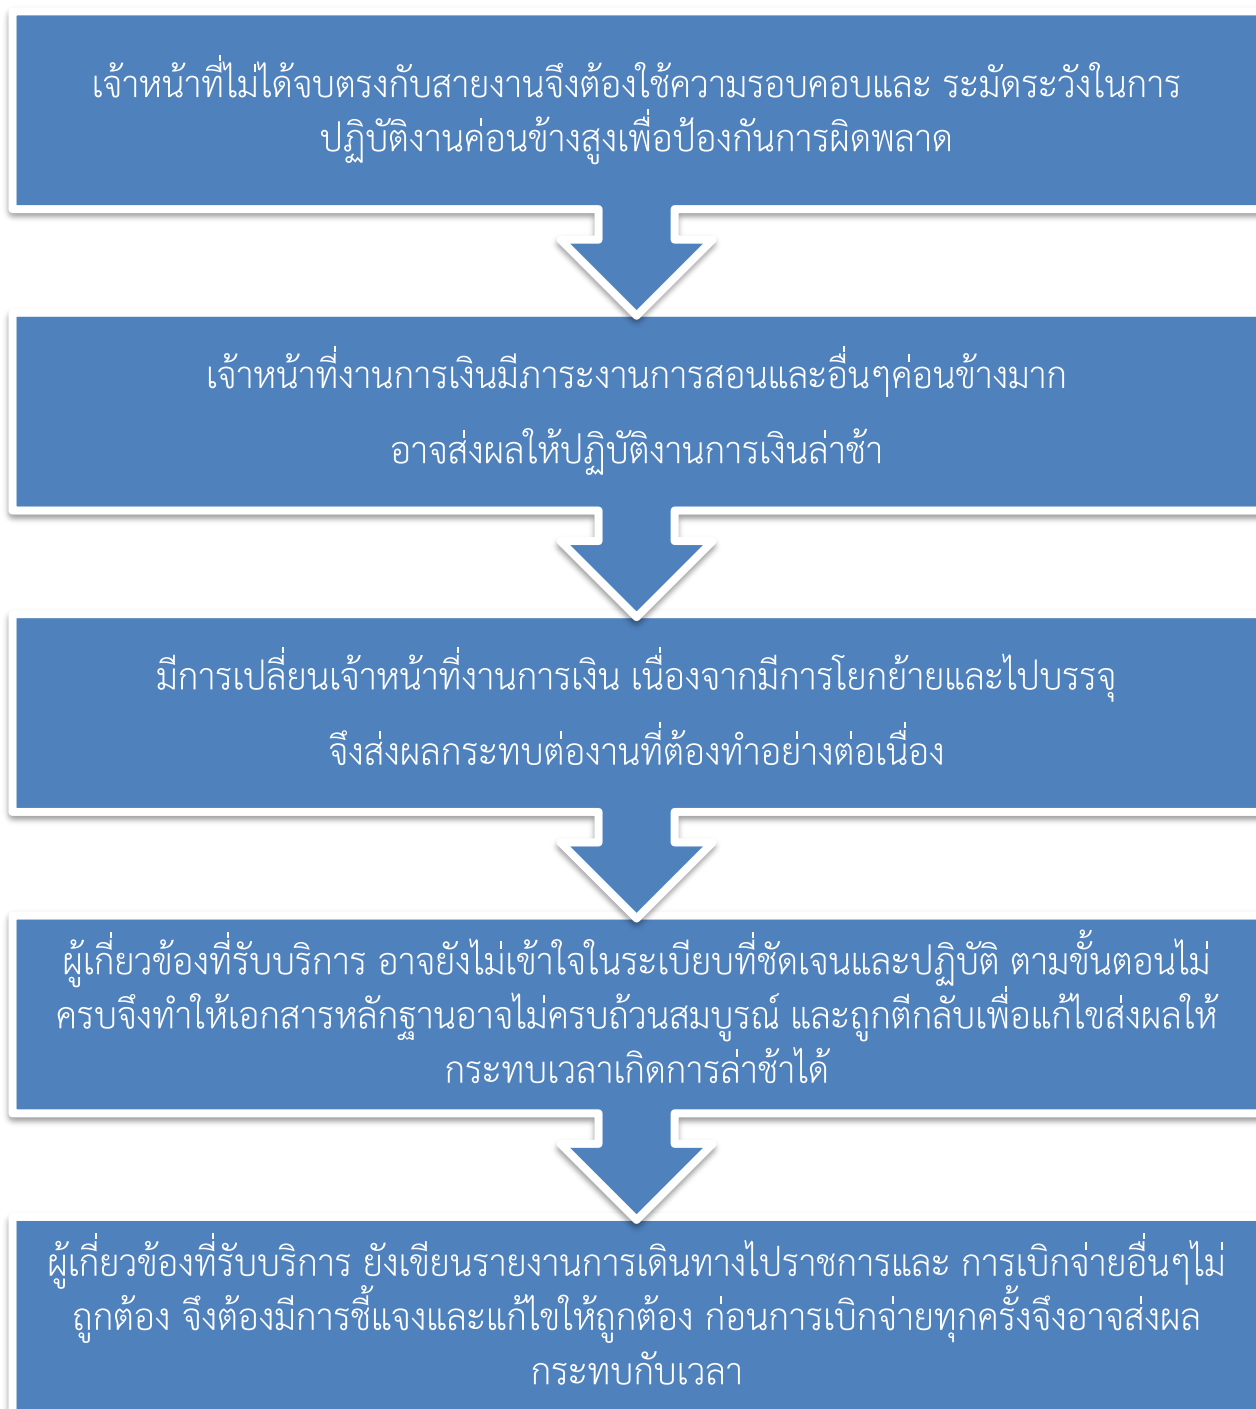 เจ้าหน้าที่ไม่ได้จบตรงกับสายงานจึงต้องใช้ความรอบคอบและ ระมัดระวังในการ
ปฏิบัติงานค่อนข้างสูงเพื่อป้องกันการผิดพลาด
เจ้าหน้าที่งานการเงินมีภาระงานการสอนและอื่นๆค่อนข้างมาก
อาจส่งผลให้ปฏิบัติงานการเงินล่าช้า
มีการเปลี่ยนเจ้าหน้าที่งานการเงิน เนื่องจากมีการโยกย้ายและไปบรรจุ
จึงส่งผลกระทบต่องานที่ต้องทำอย่างต่อเนื่อง
ผู้เกี่ยวข้องที่รับบริการ อาจยังไม่เข้าใจในระเบียบที่ชัดเจนและปฏิบัติ ตามขั้นตอนไม่
ครบจึงทำให้เอกสารหลักฐานอาจไม่ครบถ้วนสมบูรณ์ และถูกตีกลับเพื่อแก้ไขส่งผลให้
กระทบเวลาเกิดการล่าช้าได้
ผู้เกี่ยวข้องที่รับบริการ ยังเขียนรายงานการเดินทางไปราชการและ การเบิกจ่ายอื่นๆไม่
ถูกต้อง จึงต้องมีการชี้แจงและแก้ไขให้ถูกต้อง ก่อนการเบิกจ่ายทุกครั้งจึงอาจส่งผล
กระทบกับเวลา